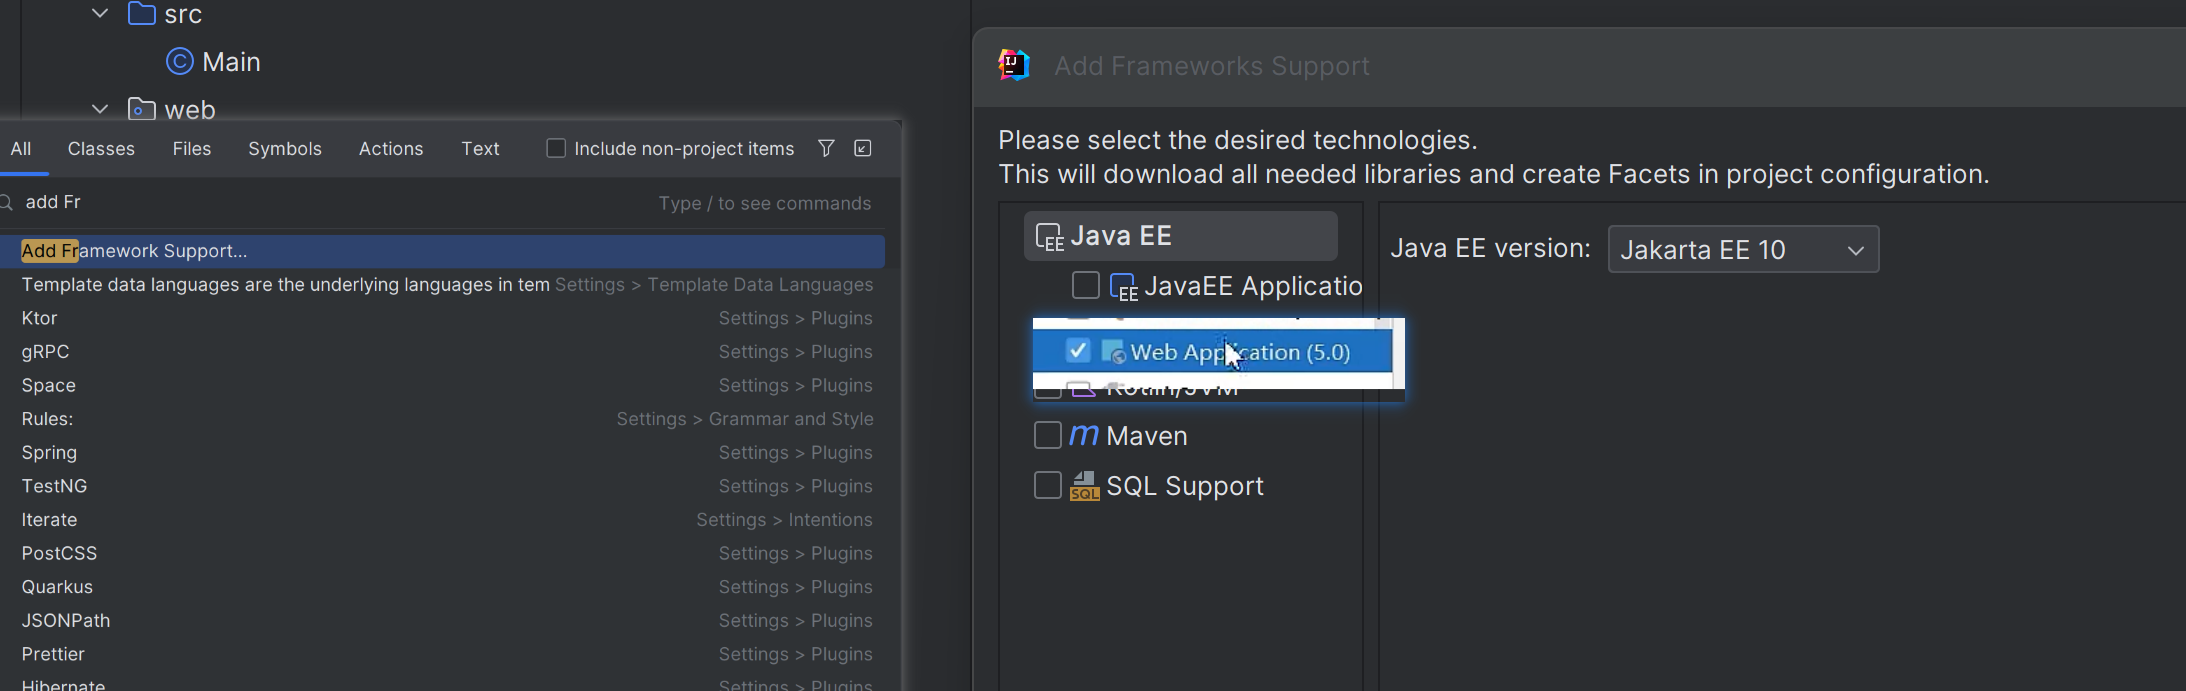 src
Main
web
All Classes Files Symbols Actions Text Include non-project items
add Fr Type / to see commands
Add Framework Support...
Template data languages are the underlying languages in tem Settings > Template Data Languages
Ktor Settings > Plugins
gRPC Settings > Plugins
Space Settings > Plugins
Rules: Settings > Grammar and Style
Spring Settings > Plugins
TestNG Settings > Plugins
Iterate Settings > Intentions
PostCSS Settings > Plugins
Quarkus Settings > Plugins
JSONPath Settings > Plugins
Prettier Settings > Plugins
Hibernate Settings > Plugins
IJ
Add Frameworks Support
Please select the desired technologies.
This will download all needed libraries and create Facets in project configuration.
Java EE
JavaEE Applicatio
Web Application (5.0)
Kotlin/JVM
Maven
SQL Support
Java EE version: Jakarta EE 10